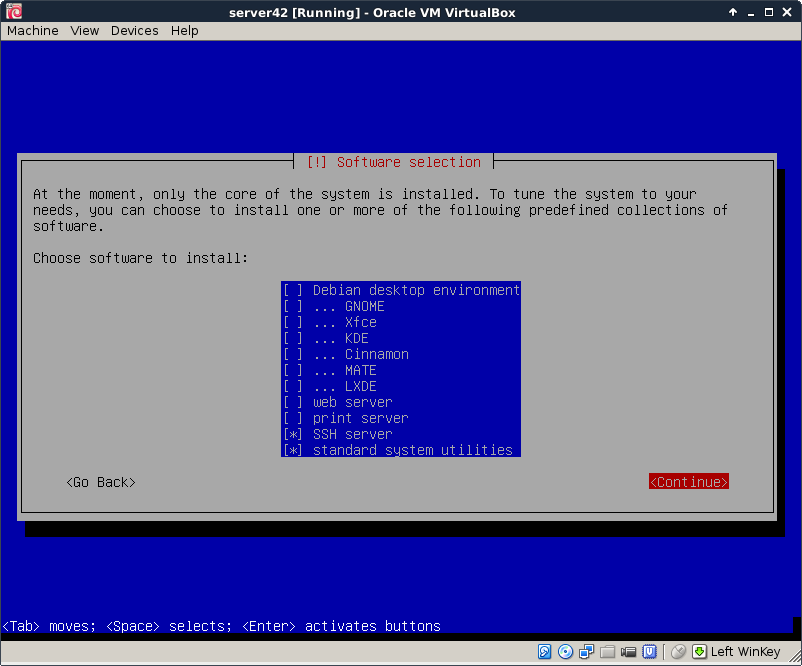 server42 [Running] - Oracle VM VirtualBox
Machine View Devices Help
[!] Software selection
At the moment, only the core of the system is installed. To tune the system to your
needs, you can choose to install one or more of the following predefined collections of
software.
Choose software to install:
[ ] Debian desktop environment
[ ] ... GNOME
[ ] ... Xfce
[ ] ... KDE
[ ] ... Cinnamon
[ ] ... MATE
[ ] ... LXDE
[ ] web server
[ ] print server
[*] SSH server
[*] standard system utilities
<Go Back> <Continue>
<Tab> moves; <Space> selects; <Enter> activates buttons
Left WinKey